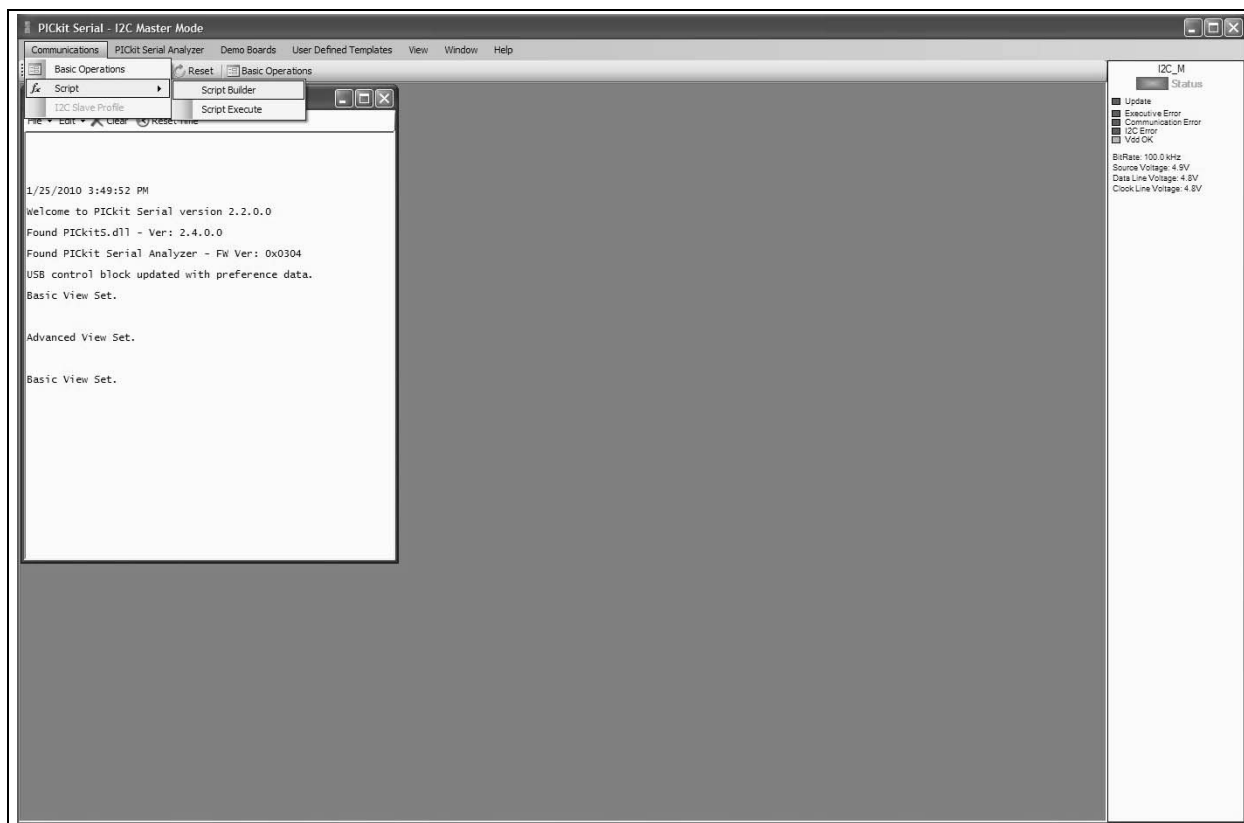 PICkit Serial - I2C Master Mode
Communications PICkit Serial Analyzer Demo Boards User Defined Templates View Window Help
Basic Operations Reset Basic Operations
Script Script Builder
I2C Slave Profile Script Execute
File Edit Clear Reset Time
1/25/2010 3:49:52 PM
Welcome to PICkit Serial version 2.2.0.0
Found PICkitS.dll - Ver: 2.4.0.0
Found PICkit Serial Analyzer - FW Ver: 0x0304
USB control block updated with preference data.
Basic View Set.
Advanced View Set.
Basic View Set.
I2C_M
Status
Update
Executive Error
Communication Error
I2C Error
Vdd OK
BitRate: 100.0 kHz
Source Voltage: 4.9V
Data Line Voltage: 4.8V
Clock Line Voltage: 4.8V